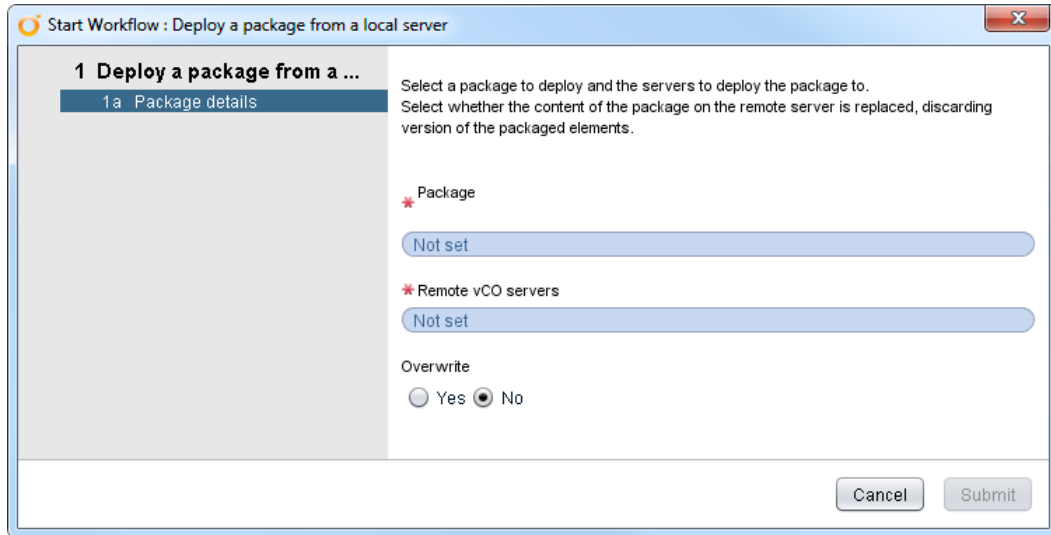 Start Workflow : Deploy a package from a local server
1 Deploy a package from a ...
1a Package details
Select a package to deploy and the servers to deploy the package to.
Select whether the content of the package on the remote server is replaced, discarding
version of the packaged elements.
* Package
Not set
* Remote vCO servers
Not set
Overwrite
Yes No
Cancel Submit